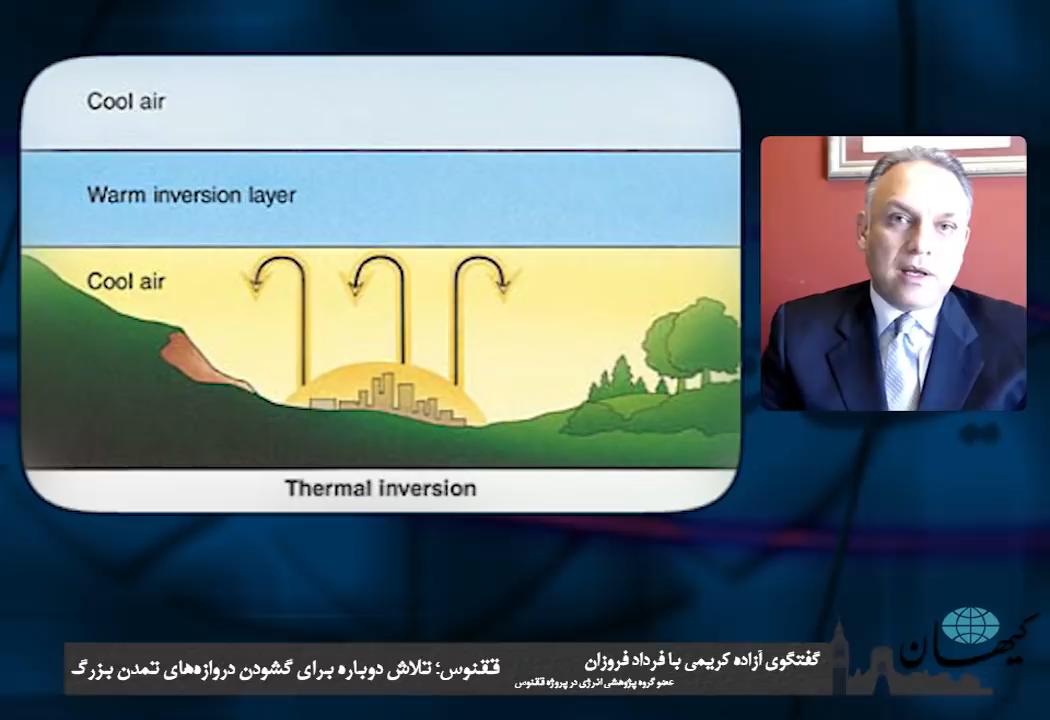 Cool air
Warm inversion layer
Cool air
Thermal inversion
گفتگوی آزاده کریمی با فرداد فروزان
عضو گروه پژوهشی انرژی در پروژه ققنوس
ققنوس؛ تلاش دوباره برای گشودن دروازه‌های تمدن بزرگ
کیهان